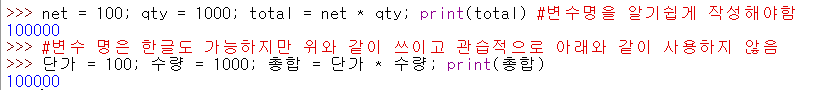 >>> net = 100; qty = 1000; total = net * qty; print(total) #변수명을 알기쉽게 작성해야함
100000
>>> #변수 명은 한글도 가능하지만 위와 같이 쓰이고 관습적으로 아래와 같이 사용하지 않음
>>> 단가 = 100; 수량 = 1000; 총합 = 단가 * 수량; print(총합)
100000